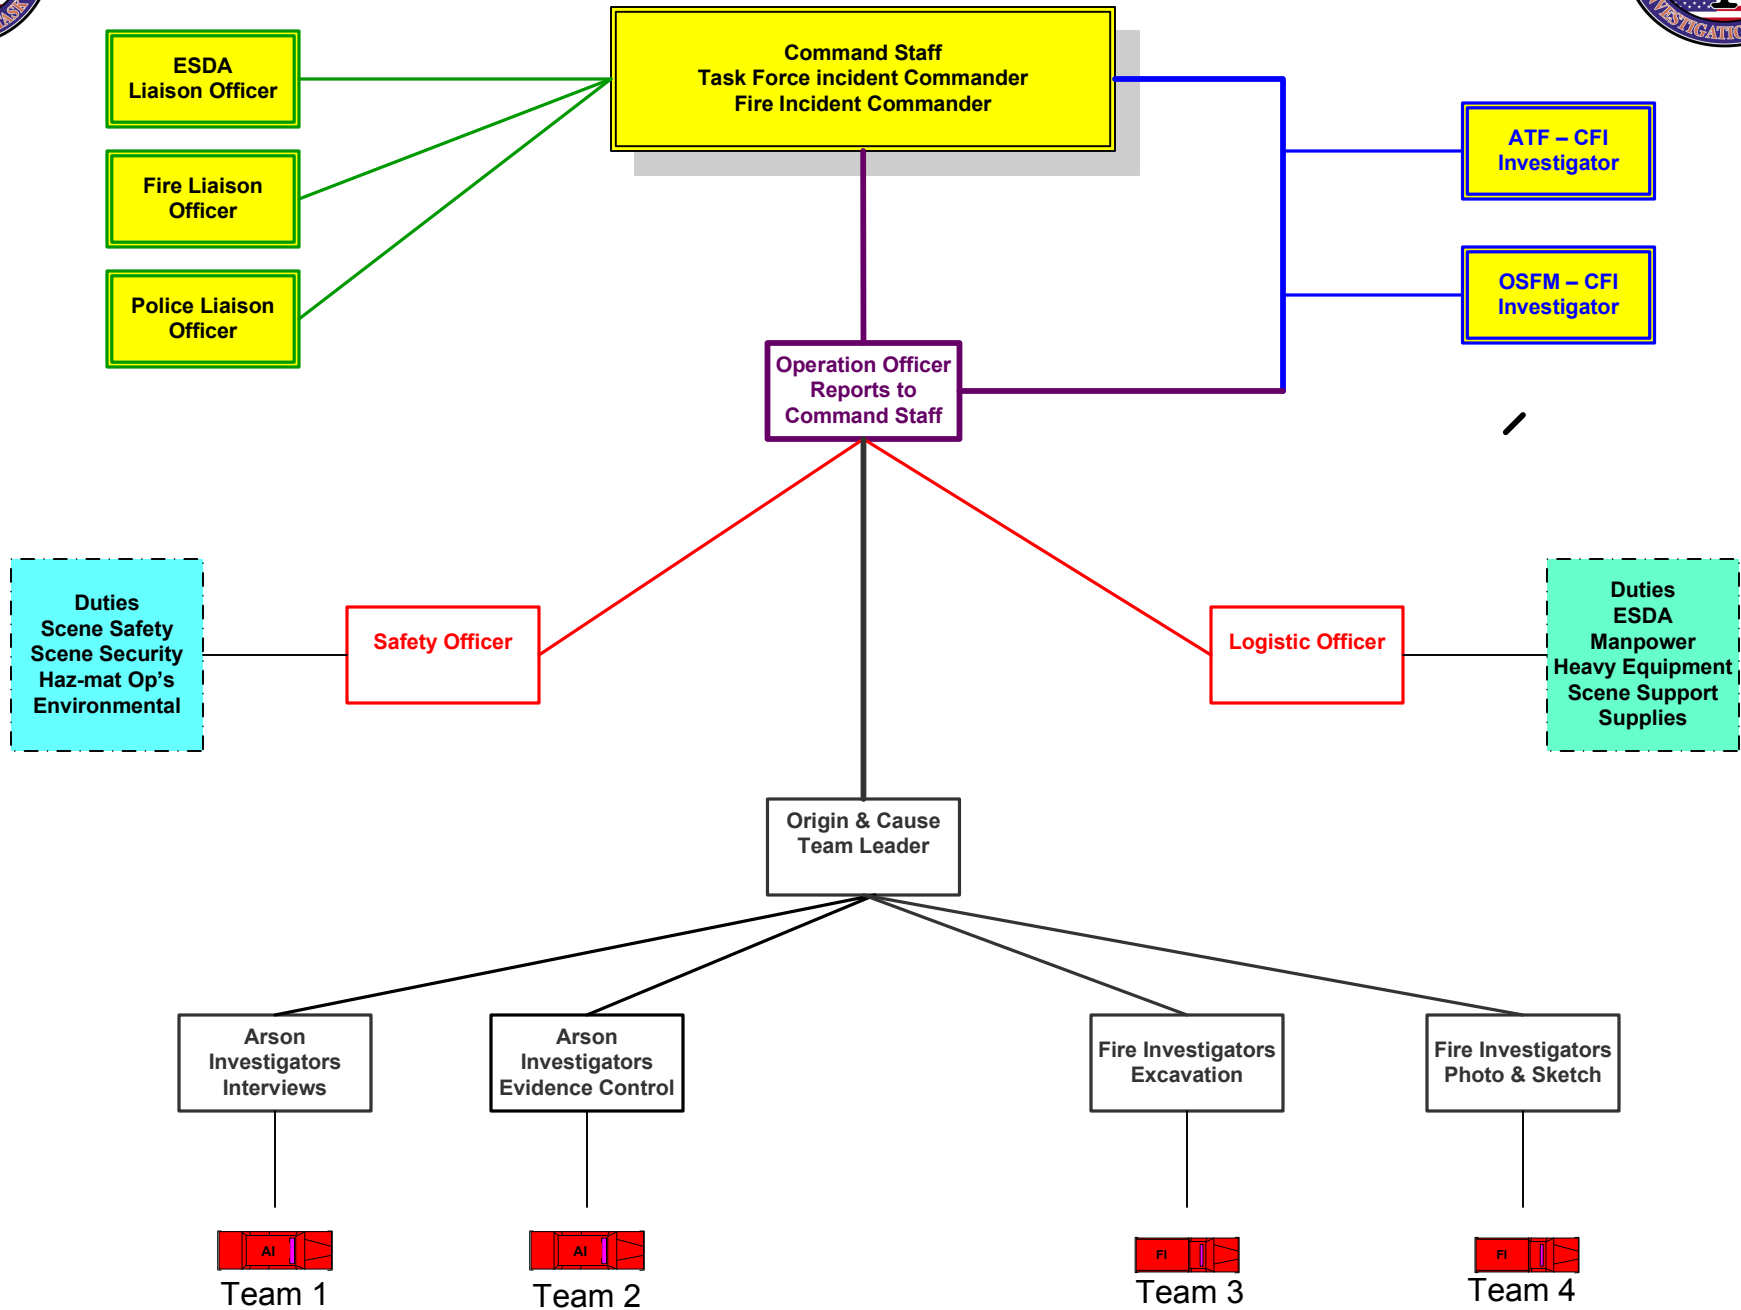 TASK
VESTIGATIO
ESDA
Liaison Officer
Command Staff
Task Force incident Commander
Fire Incident Commander
ATF – CFI
Investigator
Fire Liaison
Officer
OSFM – CFI
Investigator
Police Liaison
Officer
Operation Officer
Reports to
Command Staff
Duties
Scene Safety
Scene Security
Haz-mat Op's
Environmental
Safety Officer
Logistic Officer
Duties
ESDA
Manpower
Heavy Equipment
Scene Support
Supplies
Origin & Cause
Team Leader
Arson
Investigators
Interviews
Arson
Investigators
Evidence Control
Fire Investigators
Excavation
Fire Investigators
Photo & Sketch
AI
AI
FI
FI
Team 1
Team 2
Team 3
Team 4